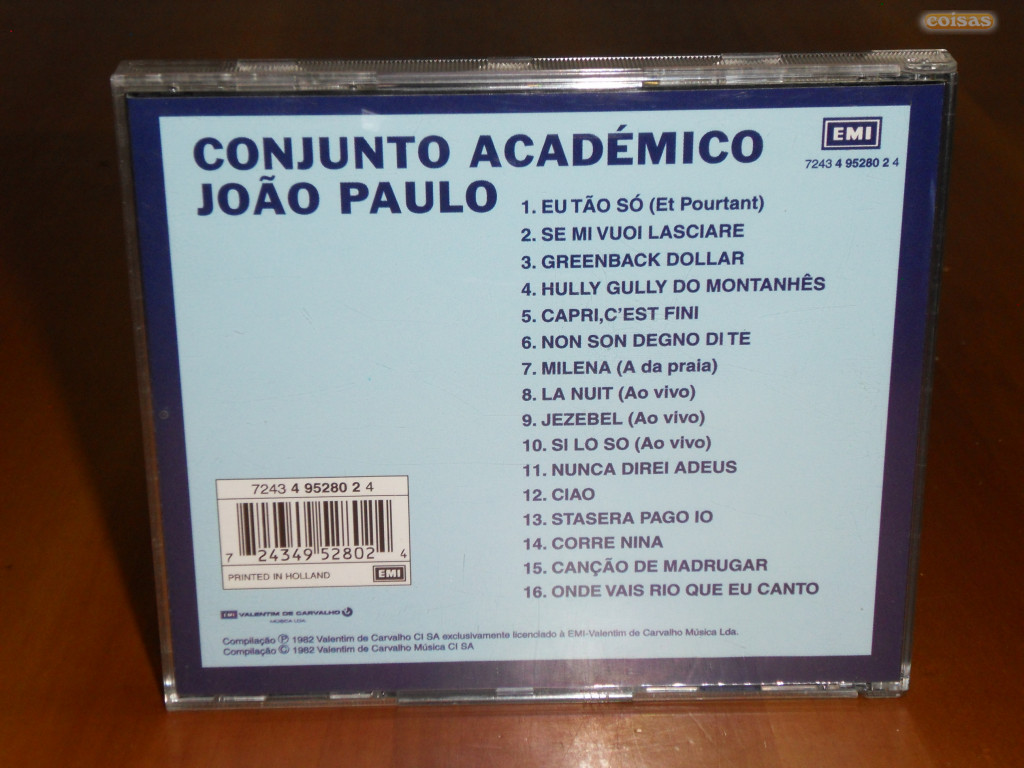 coisas
CONJUNTO ACADÉMICO
JOÃO PAULO
EMI
7243 4 95280 2 4
1. EU TÃO SÓ (Et Pourtant)
2. SE MI VUOI LASCIARE
3. GREENBACK DOLLAR
4. HULLY GULLY DO MONTANHÊS
5. CAPRI,C'EST FINI
6. NON SON DEGNO DI TE
7. MILENA (A da praia)
8. LA NUIT (Ao vivo)
9. JEZEBEL (Ao vivo)
10. SI LO SO (Ao vivo)
11. NUNCA DIREI ADEUS
12. CIAO
13. STASERA PAGO IO
14. CORRE NINA
15. CANÇÃO DE MADRUGAR
16. ONDE VAIS RIO QUE EU CANTO
7243 4 95280 2 4
7 24349 52802 4
PRINTED IN HOLLAND EMI
EMI VALENTIM DE CARVALHO
MÚSICA LDA.
Compilação Ⓟ 1982 Valentim de Carvalho CI SA exclusivamente licenciado à EMI-Valentim de Carvalho Música Lda.
Compilação © 1982 Valentim de Carvalho Música CI SA